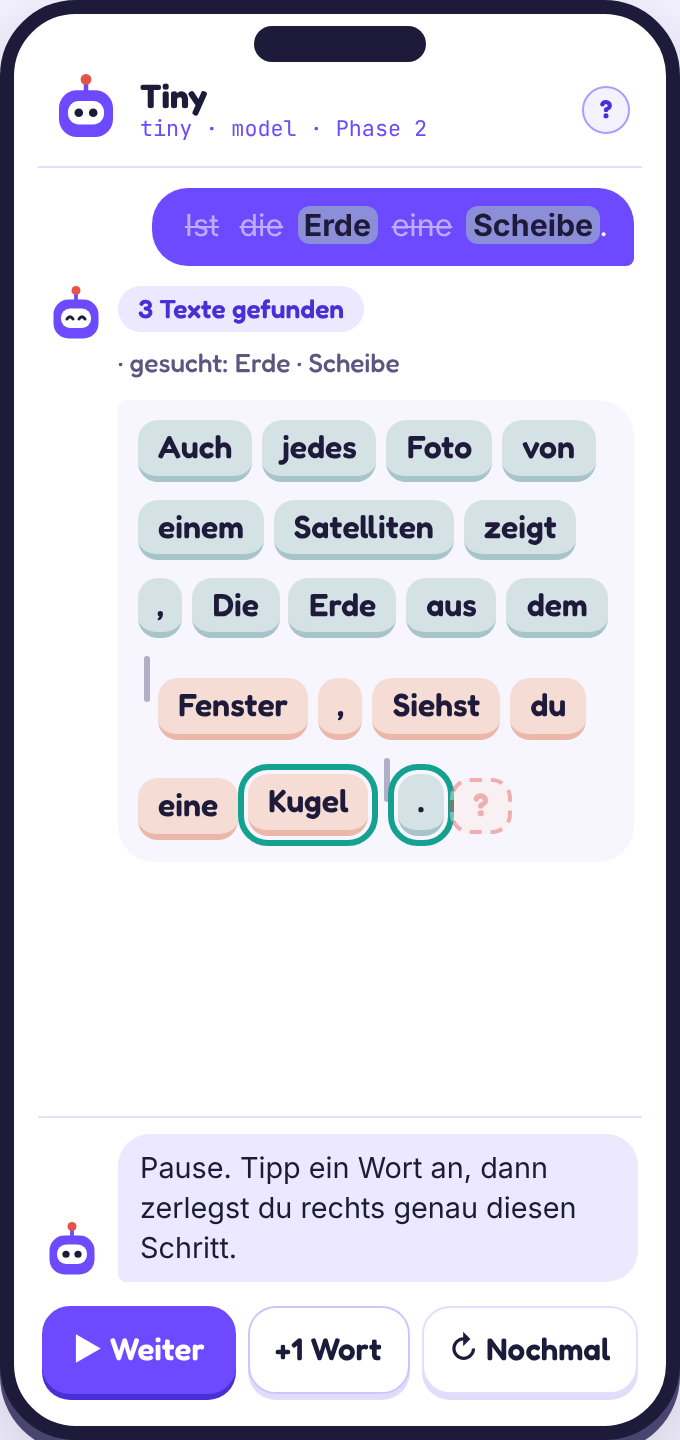 Tiny
tiny · model · Phase 2
?
Ist die Erde eine Scheibe.
3 Texte gefunden
· gesucht: Erde · Scheibe
Auch jedes Foto von
einem Satelliten zeigt
, Die Erde aus dem
Fenster , Siehst du
eine Kugel . ?
Pause. Tipp ein Wort an, dann
zerlegst du rechts genau diesen
Schritt.
▶ Weiter +1 Wort ↻ Nochmal